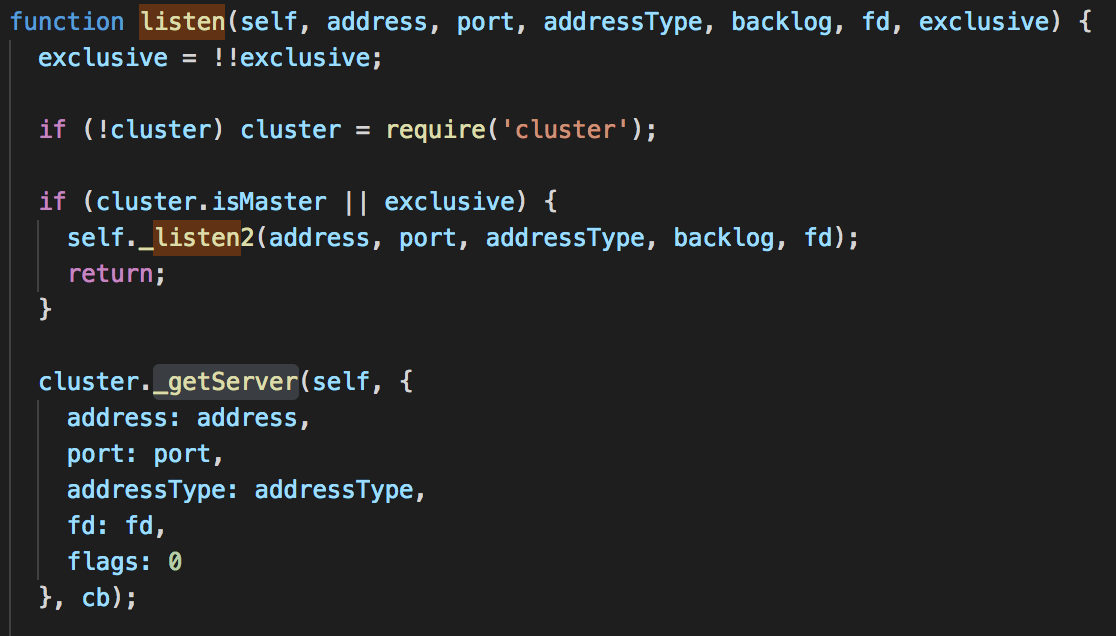 function listen(self, address, port, addressType, backlog, fd, exclusive) {
exclusive = !!exclusive;
if (!cluster) cluster = require('cluster');
if (cluster.isMaster || exclusive) {
self._listen2(address, port, addressType, backlog, fd);
return;
}
cluster._getServer(self, {
address: address,
port: port,
addressType: addressType,
fd: fd,
flags: 0
}, cb);